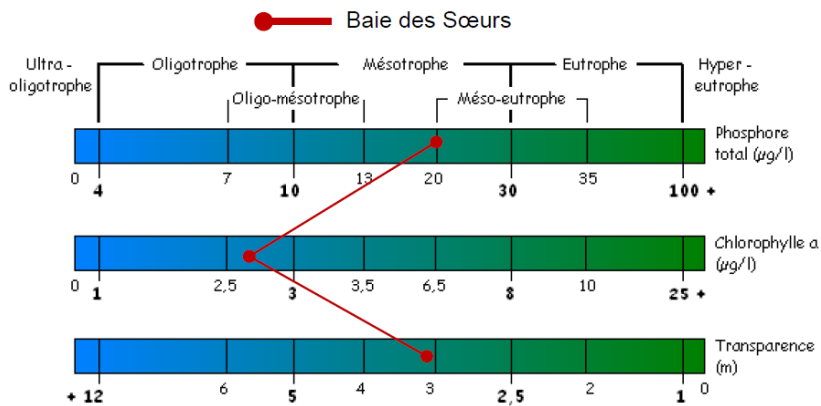 Baie des Sœurs
Ultra-oligotrophe Oligotrophe Mésotrophe Eutrophe Hyper-eutrophe
Oligo-mésotrophe Méso-eutrophe
Phosphore total (µg/l)
0 4 7 10 13 20 30 35 100 +
Chlorophylle a (µg/l)
0 1 2,5 3 3,5 6,5 8 10 25 +
Transparence (m)
+ 12 6 5 4 3 2,5 2 1 0